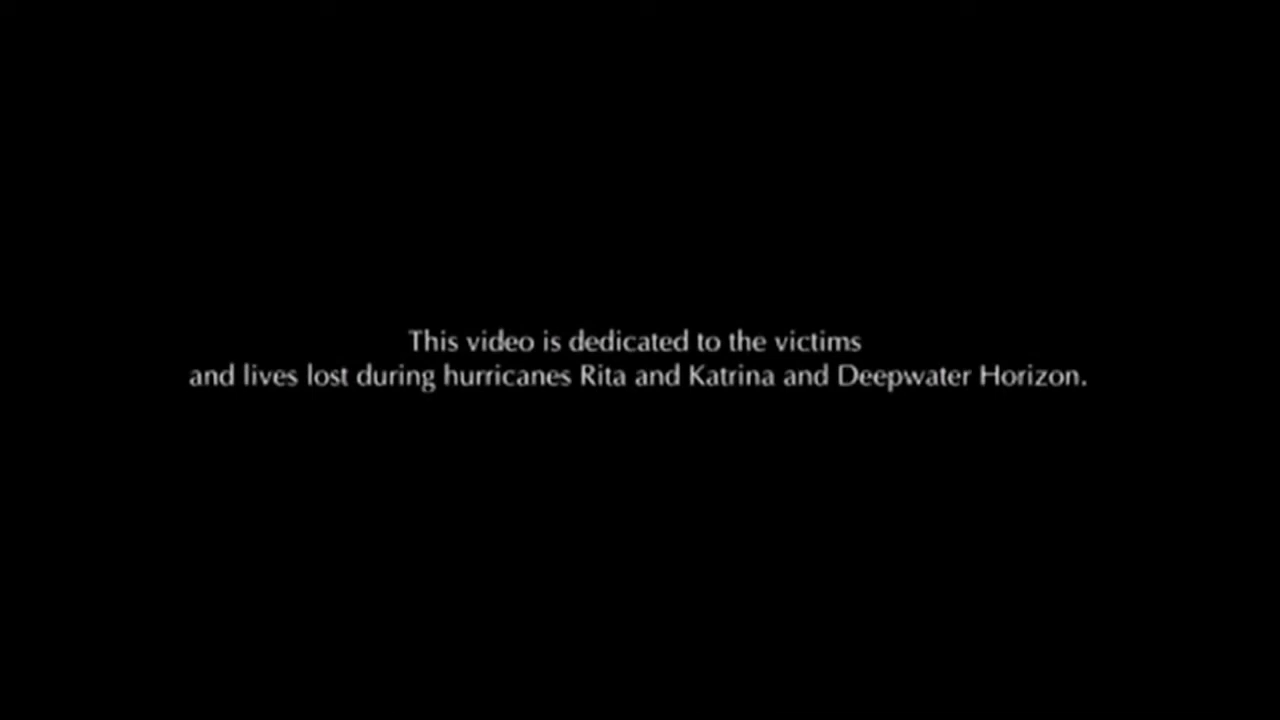 This video is dedicated to the victims
and lives lost during hurricanes Rita and Katrina and Deepwater Horizon.